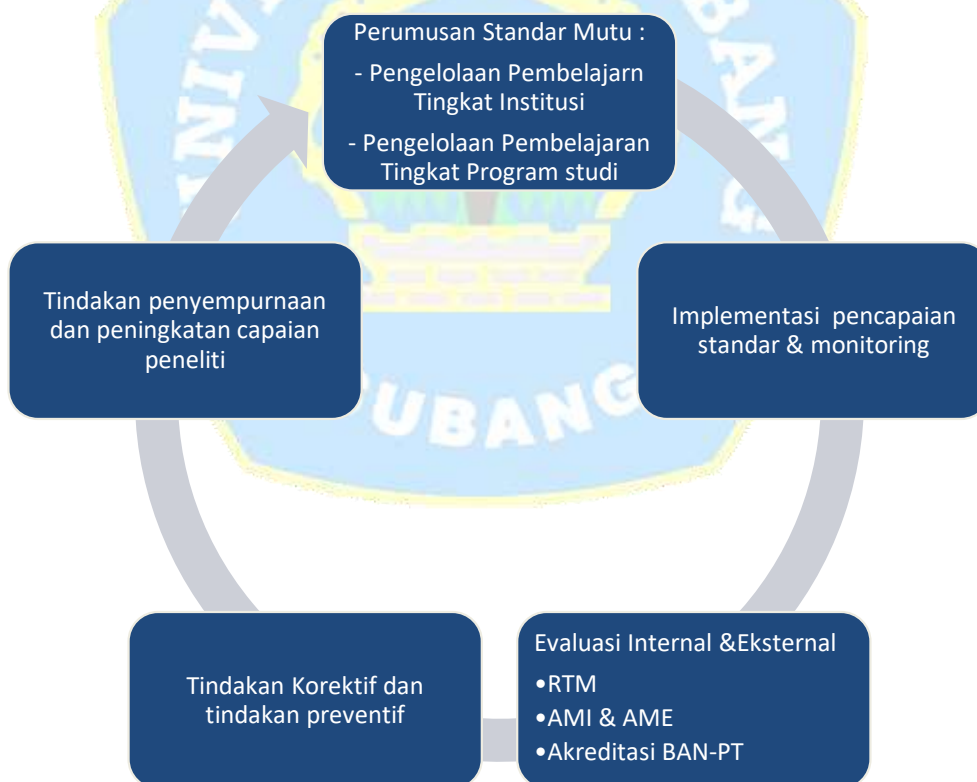 Perumusan Standar Mutu :
- Pengelolaan Pembelajarn
Tingkat Institusi
- Pengelolaan Pembelajaran
Tingkat Program studi
Implementasi pencapaian
standar & monitoring
Evaluasi Internal &Eksternal
•RTM
•AMI & AME
•Akreditasi BAN-PT
Tindakan Korektif dan
tindakan preventif
Tindakan penyempurnaan
dan peningkatan capaian
peneliti
SUBANG